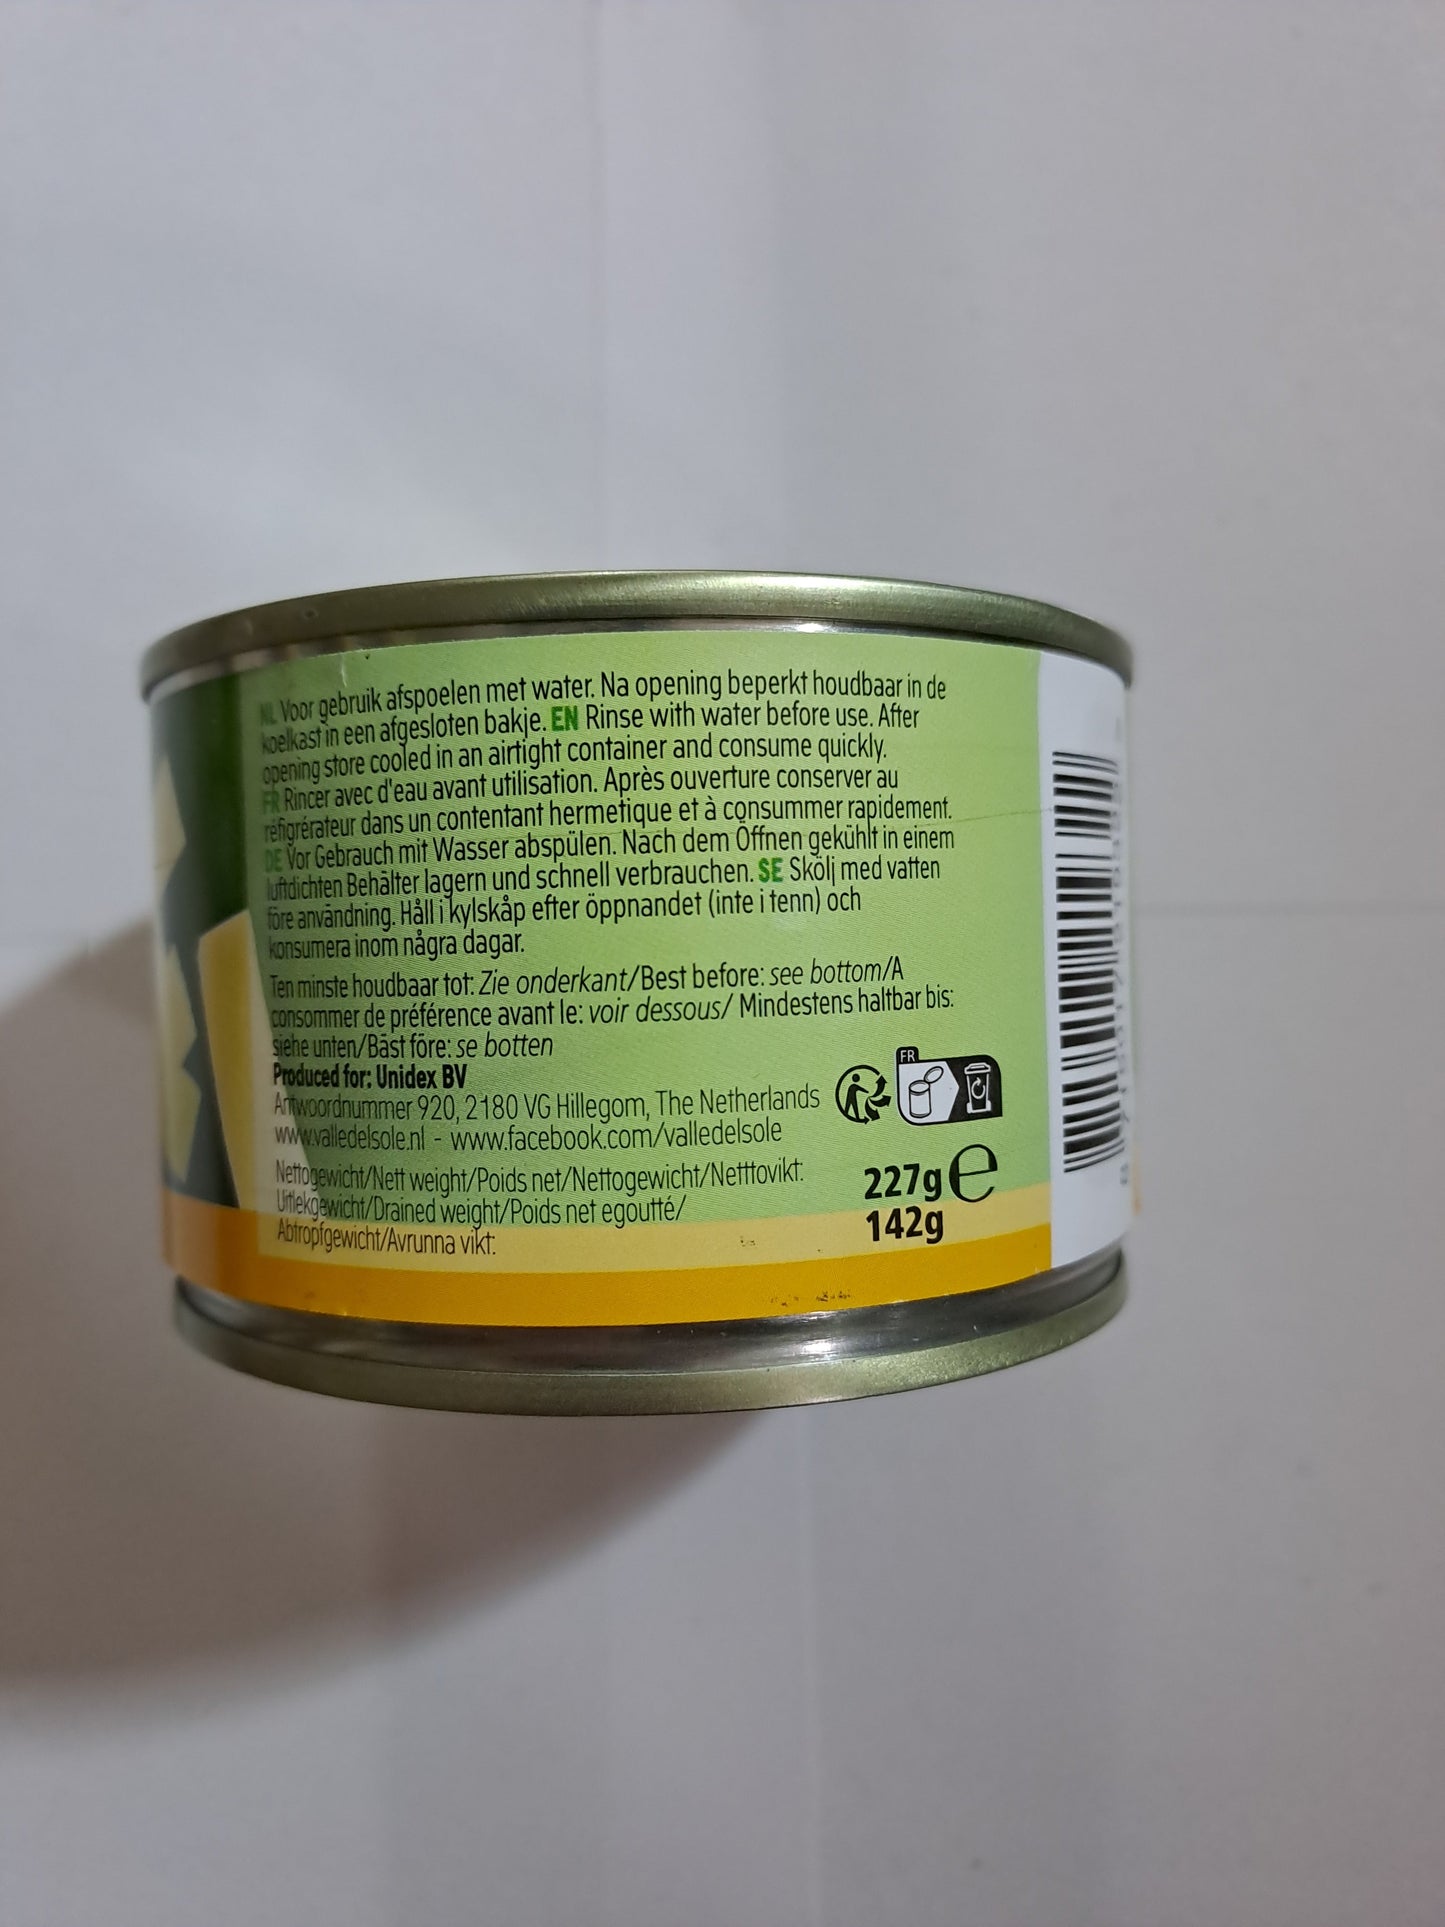 NL Voor gebruik afspoelen met water. Na opening beperkt houdbaar in de
koelkast in een afgesloten bakje. EN Rinse with water before use. After
opening store cooled in an airtight container and consume quickly.
FR Rincer avec d'eau avant utilisation. Après ouverture conserver au
réfigrérateur dans un contentant hermetique et à consummer rapidement.
DE Vor Gebrauch mit Wasser abspülen. Nach dem Öffnen gekühlt in einem
luftdichten Behälter lagern und schnell verbrauchen. SE Skölj med vatten
före användning. Håll i kylskåp efter öppnandet (inte i tenn) och
konsumera inom några dagar.
Ten minste houdbaar tot: Zie onderkant/Best before: see bottom/A
consommer de préférence avant le: voir dessous/ Mindestens haltbar bis:
siehe unten/Bäst före: se botten
Produced for: Unidex BV
Antwoordnummer 920, 2180 VG Hillegom, The Netherlands
www.valledelsole.nl - www.facebook.com/valledelsole
FR
Nettogewicht/Nett weight/Poids net/Nettogewicht/Netttovikt: 227g e
Uitlekgewicht/Drained weight/Poids net egoutté/ 142g
Abtropfgewicht/Avrunna vikt: